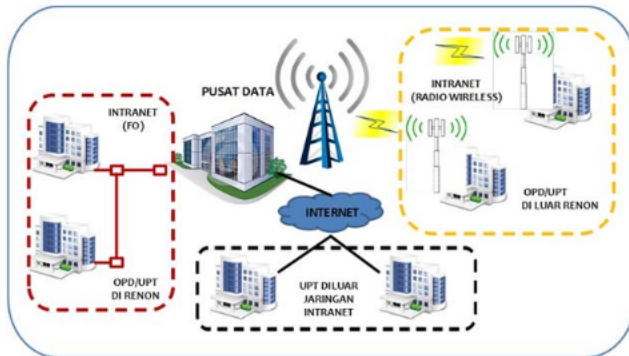 PUSAT DATA
INTRANET
(FO)
OPD/UPT
DI RENON
INTRANET
(RADIO WIRELESS)
OPD/UPT
DI LUAR RENON
INTERNET
UPT DILUAR
JARINGAN
INTRANET